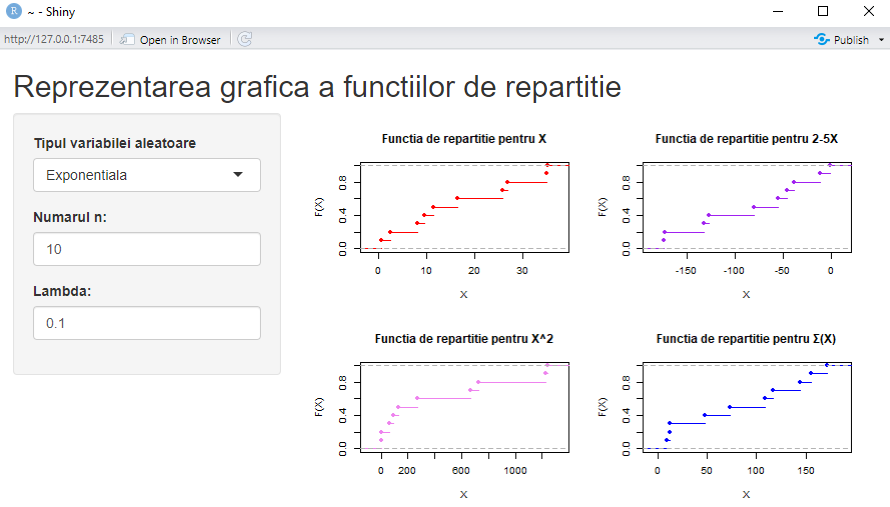 R ~ - Shiny
http://127.0.0.1:7485 Open in Browser Publish
Reprezentarea grafica a functiilor de repartitie
Tipul variabilei aleatoare
Exponentiala
Numarul n:
10
Lambda:
0.1
Functia de repartitie pentru X
F(X)
0.0 0.4 0.8
0 10 20 30
X
Functia de repartitie pentru 2-5X
F(X)
0.0 0.4 0.8
-150 -100 -50 0
X
Functia de repartitie pentru X^2
F(X)
0.0 0.4 0.8
0 200 600 1000
X
Functia de repartitie pentru Σ(X)
F(X)
0.0 0.4 0.8
0 50 100 150
X